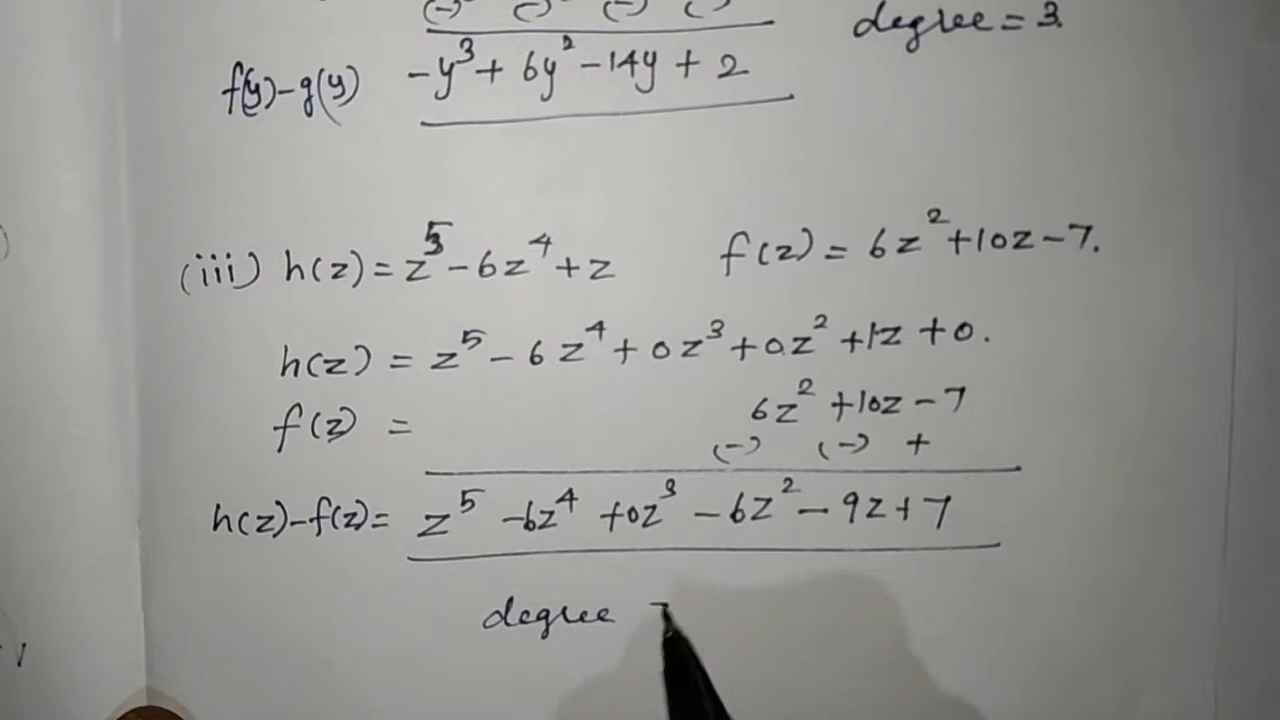 (-) (-) (-) (-)
degree = 3
f(y)-g(y) -y³ + 6y² - 14y + 2
(iii) h(z) = z⁵ - 6z⁴ + z f(z) = 6z² + 10z - 7.
h(z) = z⁵ - 6z⁴ + 0z³ + 0z² + 1z + 0.
f(z) = 6z² + 10z - 7
(-) (-) +
h(z)-f(z) = z⁵ - 6z⁴ + 0z³ - 6z² - 9z + 7
degree